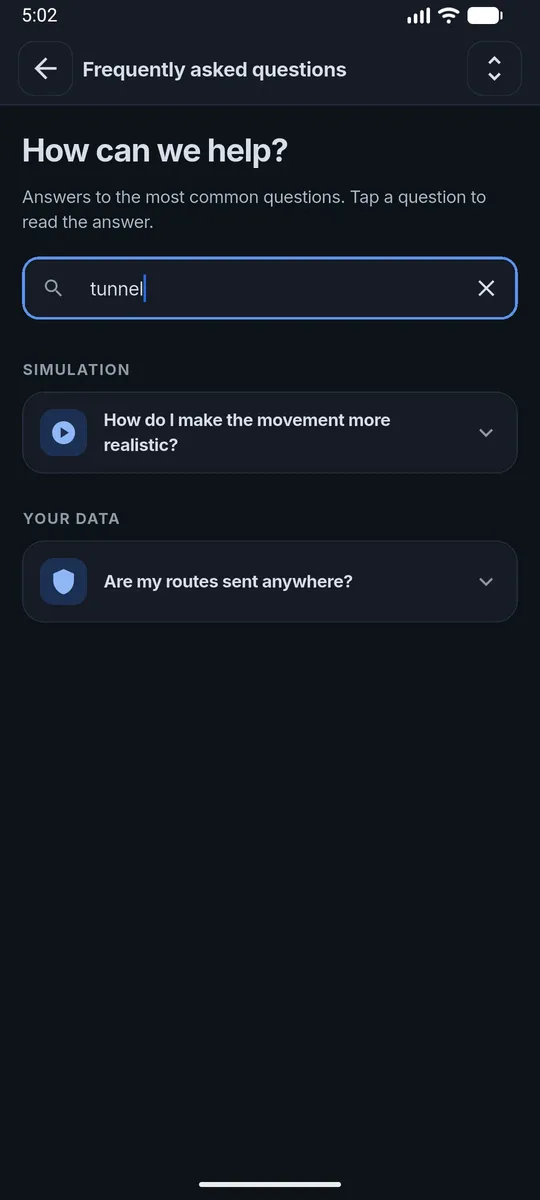 5:02
Frequently asked questions
How can we help?
Answers to the most common questions. Tap a question to
read the answer.
tunnel
SIMULATION
How do I make the movement more
realistic?
YOUR DATA
Are my routes sent anywhere?